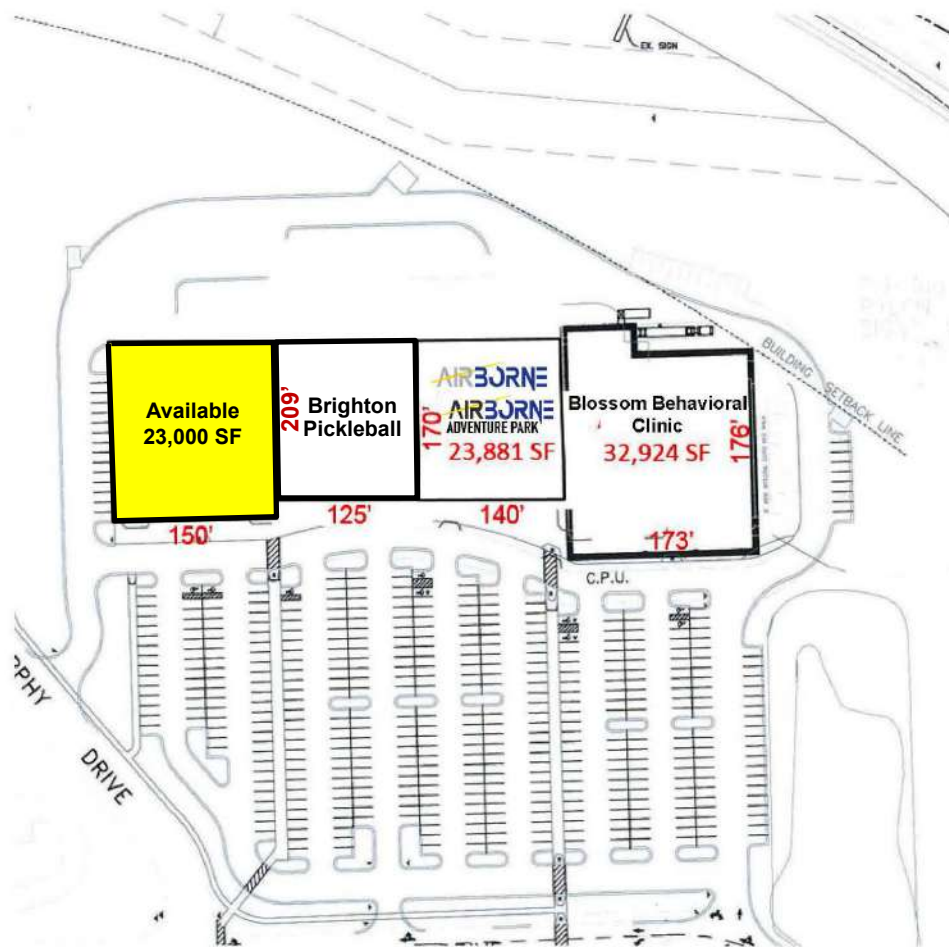 EX. SIGN
BUILDING SETBACK LINE
Available
23,000 SF
209'
Brighton
Pickleball
170'
AIRBORNE
AIRBORNE
ADVENTURE PARK
23,881 SF
Blossom Behavioral
Clinic
32,924 SF
176'
150'
125'
140'
173'
C.P.U.
PHY
DRIVE